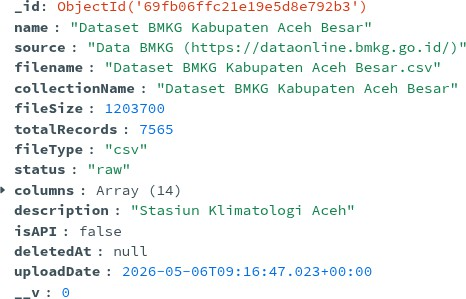 _id: ObjectId('69fb06ffc21e19e5d8e792b3')
name : "Dataset BMKG Kabupaten Aceh Besar"
source : "Data BMKG (https://dataonline.bmkg.go.id/)"
filename : "Dataset BMKG Kabupaten Aceh Besar.csv"
collectionName : "Dataset BMKG Kabupaten Aceh Besar"
fileSize : 1203700
totalRecords : 7565
fileType : "csv"
status : "raw"
columns : Array (14)
description : "Stasiun Klimatologi Aceh"
isAPI : false
deletedAt : null
uploadDate : 2026-05-06T09:16:47.023+00:00
__v : 0